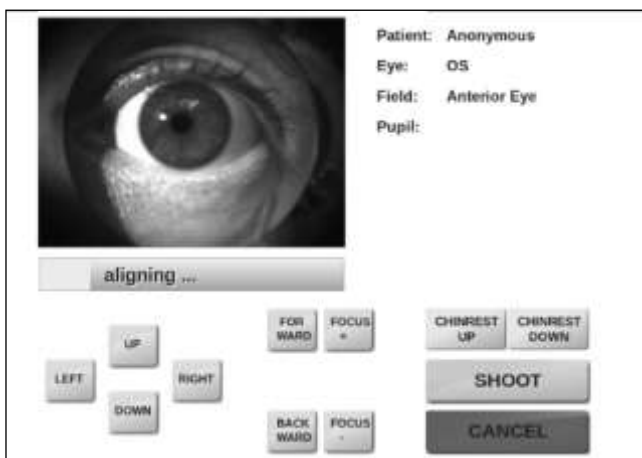 Patient: Anonymous
Eye: OS
Field: Anterior Eye
Pupil:
aligning ...
FOR
WARD
FOCUS
+
CHINREST
UP
CHINREST
DOWN
UP
LEFT
RIGHT
SHOOT
DOWN
BACK
WARD
FOCUS
-
CANCEL